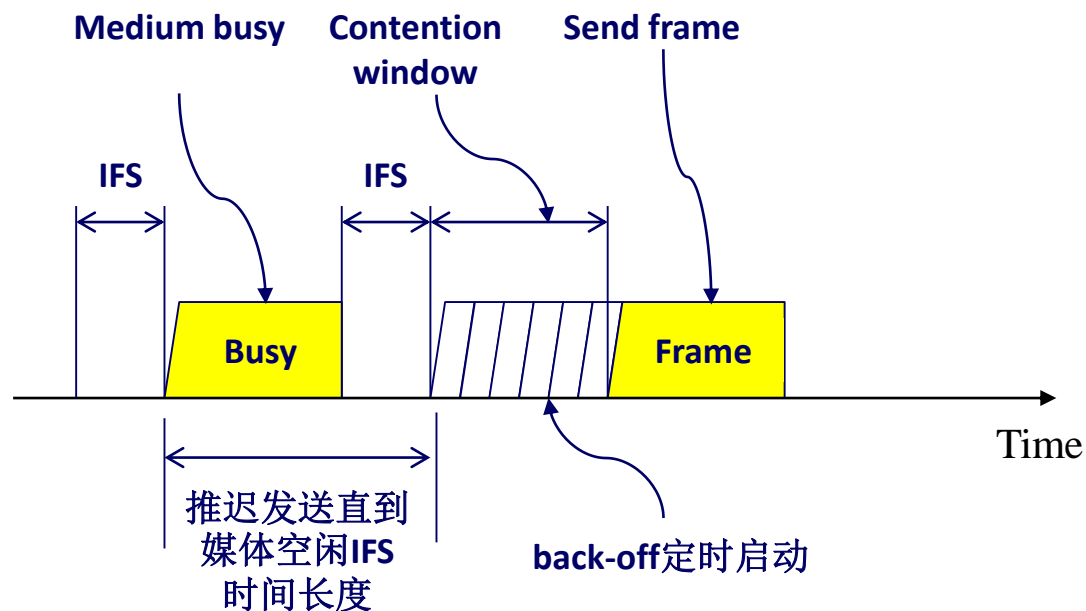 Medium busy
Contention
window
Send frame
IFS
IFS
Busy
Frame
Time
推迟发送直到
媒体空闲IFS
时间长度
back-off定时启动